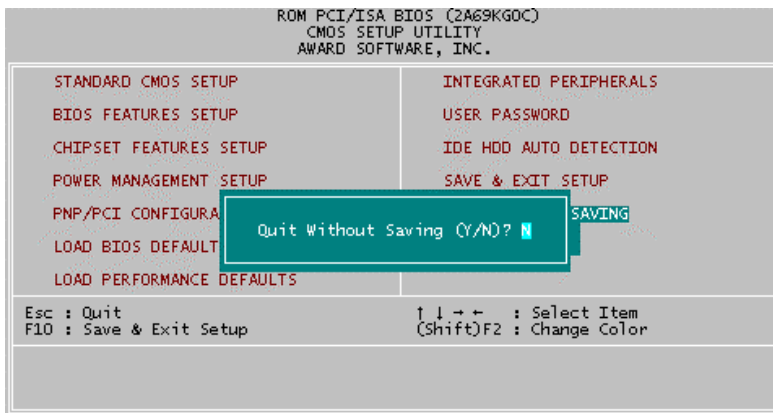 ROM PCI/ISA BIOS (2A69KGOC)
CMOS SETUP UTILITY
AWARD SOFTWARE, INC.
STANDARD CMOS SETUP
BIOS FEATURES SETUP
CHIPSET FEATURES SETUP
POWER MANAGEMENT SETUP
PNP/PCI CONFIGURA
LOAD BIOS DEFAULT
LOAD PERFORMANCE DEFAULTS
INTEGRATED PERIPHERALS
USER PASSWORD
IDE HDD AUTO DETECTION
SAVE & EXIT SETUP
SAVING
Quit Without Saving (Y/N)? N
Esc : Quit
F10 : Save & Exit Setup
↑ ↓ → ← : Select Item
(Shift)F2 : Change Color